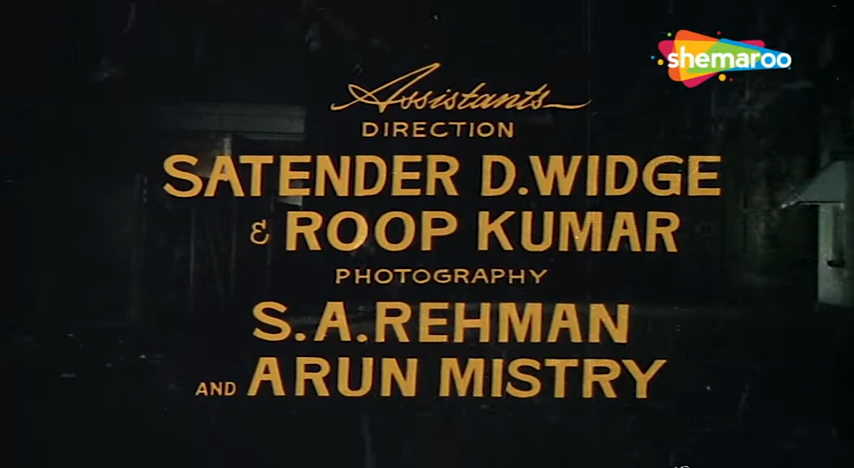 shemaroo
Assistants
DIRECTION
SATENDER D.WIDGE
& ROOP KUMAR
PHOTOGRAPHY
S.A.REHMAN
AND ARUN MISTRY